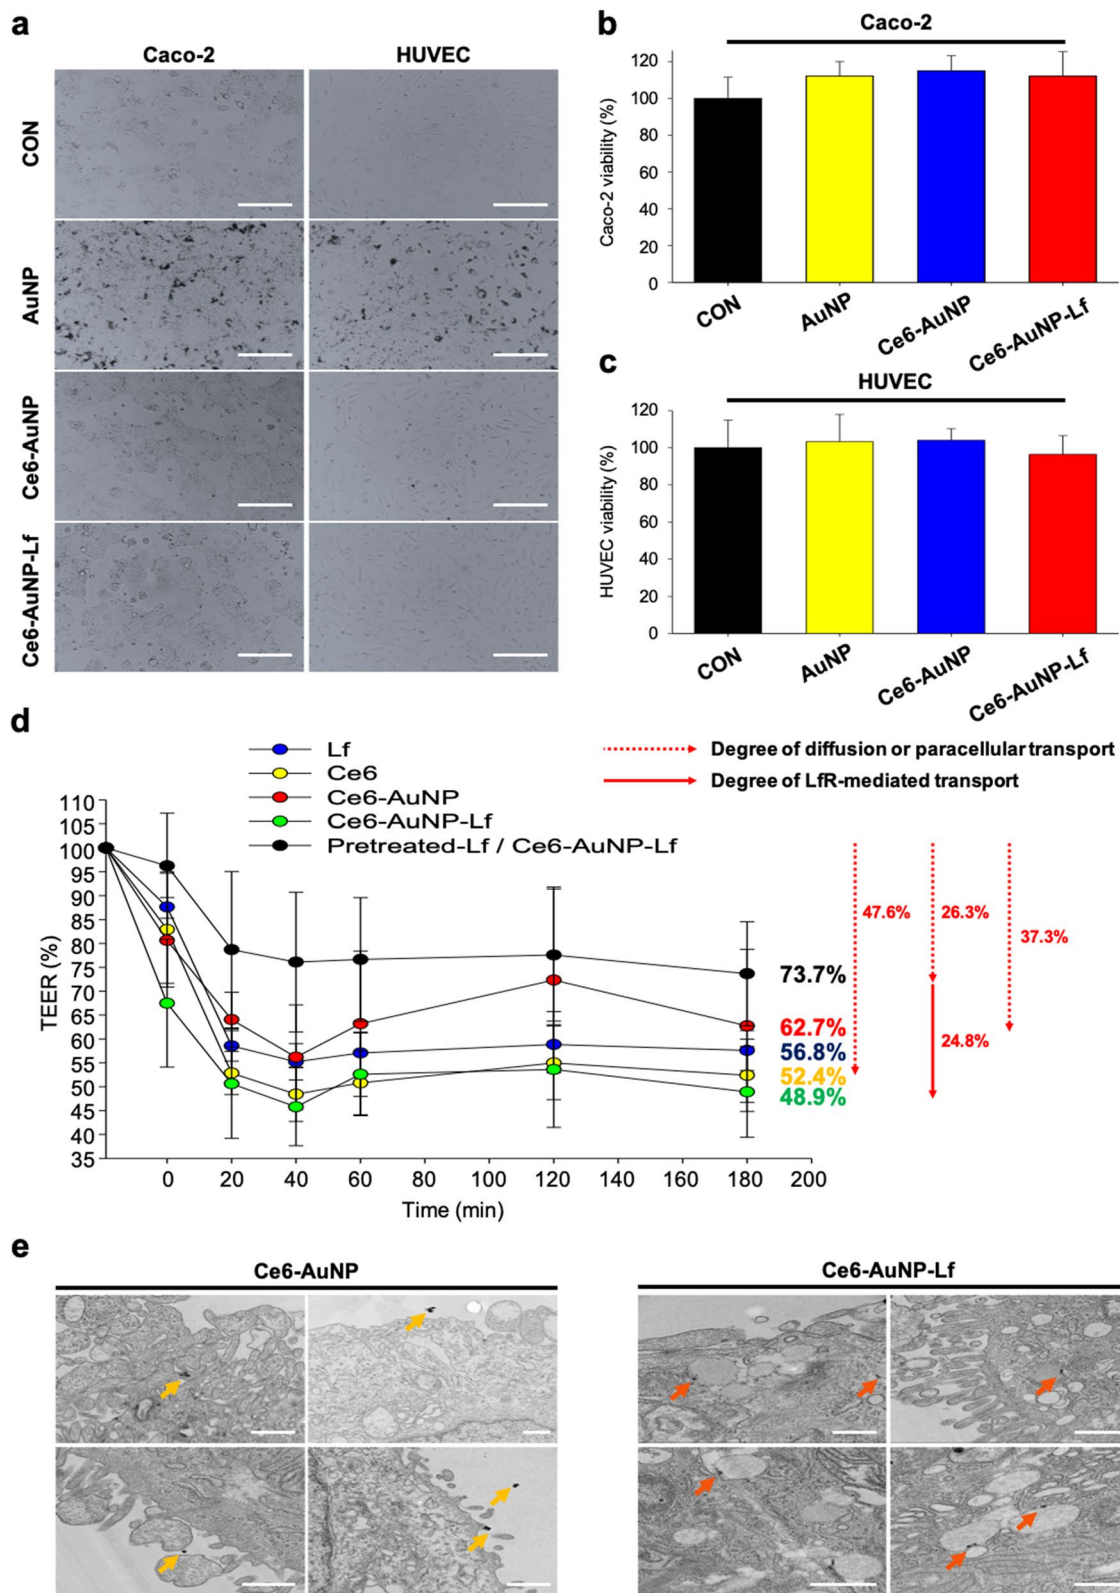 a
Caco-2
HUVEC
CON
AuNP
Ce6-AuNP
Ce6-AuNP-Lf
b
Caco-2
Caco-2 viability (%)
120
100
80
60
40
20
0
CON
AuNP
Ce6-AuNP
Ce6-AuNP-Lf
c
HUVEC
HUVEC viability (%)
120
100
80
60
40
20
0
CON
AuNP
Ce6-AuNP
Ce6-AuNP-Lf
d
Lf
Ce6
Ce6-AuNP
Ce6-AuNP-Lf
Pretreated-Lf / Ce6-AuNP-Lf
Degree of diffusion or paracellular transport
Degree of LfR-mediated transport
TEER (%)
110
105
100
95
90
85
80
75
70
65
60
55
50
45
40
35
0 20 40 60 80 100 120 140 160 180 200
Time (min)
73.7%
62.7%
56.8%
52.4%
48.9%
47.6%
26.3%
37.3%
24.8%
e
Ce6-AuNP
Ce6-AuNP-Lf